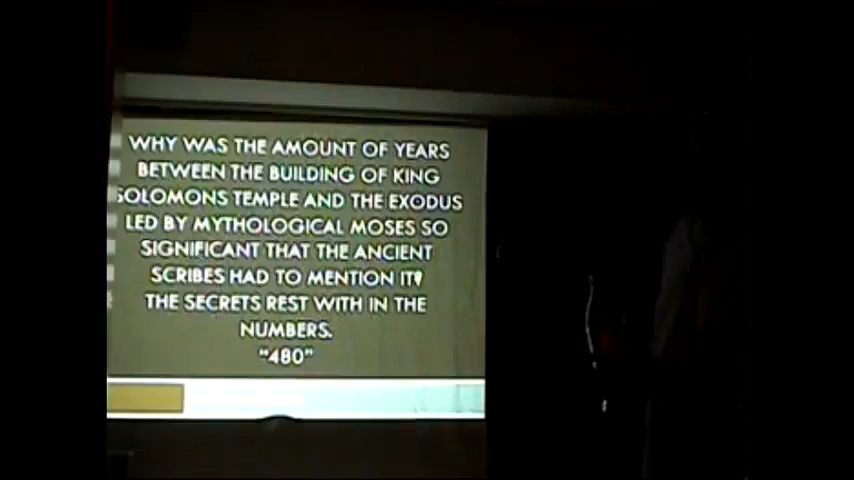 WHY WAS THE AMOUNT OF YEARS
BETWEEN THE BUILDING OF KING
SOLOMONS TEMPLE AND THE EXODUS
LED BY MYTHOLOGICAL MOSES SO
SIGNIFICANT THAT THE ANCIENT
SCRIBES HAD TO MENTION IT?
THE SECRETS REST WITH IN THE
NUMBERS.
"480"